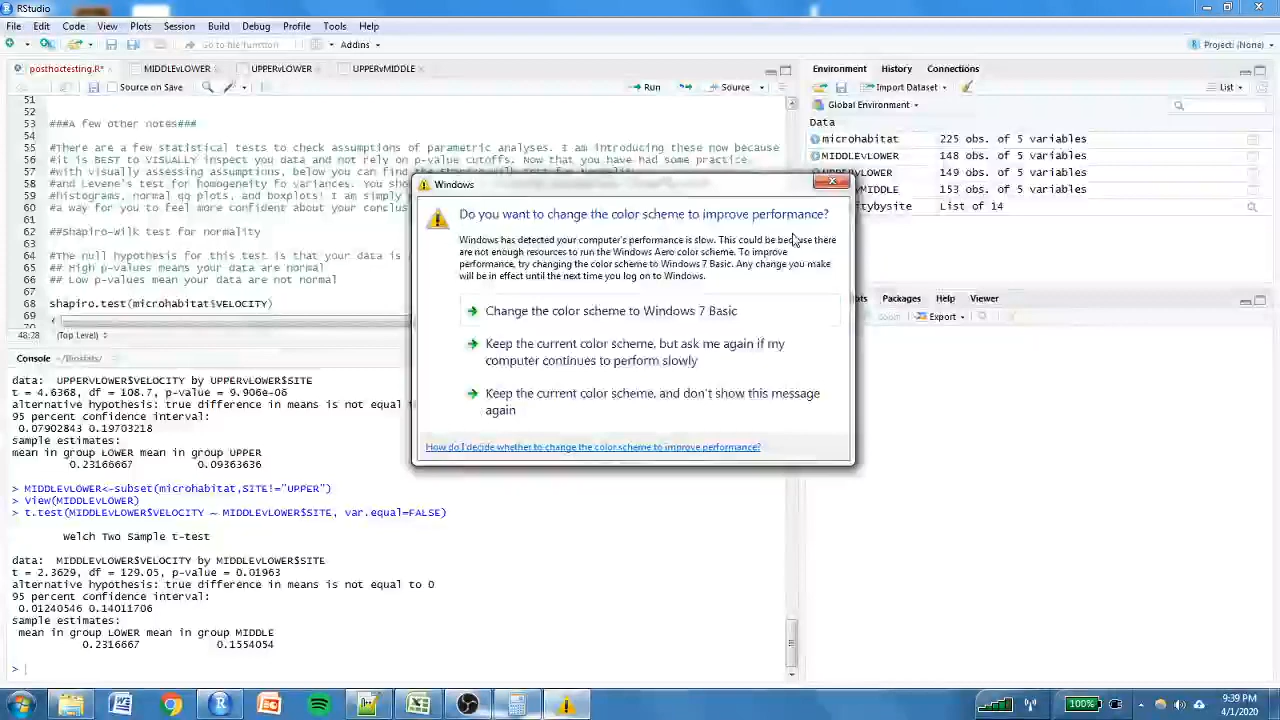 RStudio
File Edit Code View Plots Session Build Debug Profile Tools Help
Go to file/function Addins Project: (None)
posthoctesting.R* MIDDLEvLOWER UPPERvLOWER UPPERvMIDDLE
Source on Save Run Source
51
52
53 ###A few other notes###
54
55 #There are a few statistical tests to check assumptions of parametric analyses. I am introducing these now because
56 #it is BEST to VISUALLY inspect you data and not rely on p-value cutoffs. Now that you have had some practice
57 #with visually assessing assumptions, below you can find the
58 #and Levene's test for homogeneity fo variances. You sho
59 #histograms, normal qq plots, and boxplots! I am simply
60 #a way for you to feel more confident about your conclus
61
62 ##Shapiro-Wilk test for normality
63
64 #The null hypothesis for this test is that your data is
65 ## High p-values means your data are normal
66 ## Low p-values mean your data are not normal
67
68 shapiro.test(microhabitat$VELOCITY)
69
48:28 (Top Level)
Console ~/Biostats/
data: UPPERvLOWER$VELOCITY by UPPERvLOWER$SITE
t = 4.6368, df = 108.7, p-value = 9.906e-06
alternative hypothesis: true difference in means is not equal t
95 percent confidence interval:
0.07902843 0.19703218
sample estimates:
mean in group LOWER mean in group UPPER
0.23166667 0.09363636
> MIDDLEvLOWER<-subset(microhabitat,SITE!="UPPER")
> View(MIDDLEvLOWER)
> t.test(MIDDLEvLOWER$VELOCITY ~ MIDDLEvLOWER$SITE, var.equal=FALSE)
Welch Two Sample t-test
data: MIDDLEvLOWER$VELOCITY by MIDDLEvLOWER$SITE
t = 2.3629, df = 129.05, p-value = 0.01963
alternative hypothesis: true difference in means is not equal to 0
95 percent confidence interval:
0.01240546 0.14011706
sample estimates:
mean in group LOWER mean in group MIDDLE
0.2316667 0.1554054
>
Windows
Do you want to change the color scheme to improve performance?
Windows has detected your computer's performance is slow. This could be because there
are not enough resources to run the Windows Aero color scheme. To improve
performance, try changing the color scheme to Windows 7 Basic. Any change you make
will be in effect until the next time you log on to Windows.
Change the color scheme to Windows 7 Basic
Keep the current color scheme, but ask me again if my
computer continues to perform slowly
Keep the current color scheme, and don't show this message
again
How do I decide whether to change the color scheme to improve performance?
Environment History Connections
Import Dataset List
Global Environment
Data
microhabitat 225 obs. of 5 variables
MIDDLEvLOWER 148 obs. of 5 variables
149 obs. of 5 variables
153 obs. of 5 variables
List of 14
Packages Help Viewer
Export
100%
9:39 PM
4/1/2020